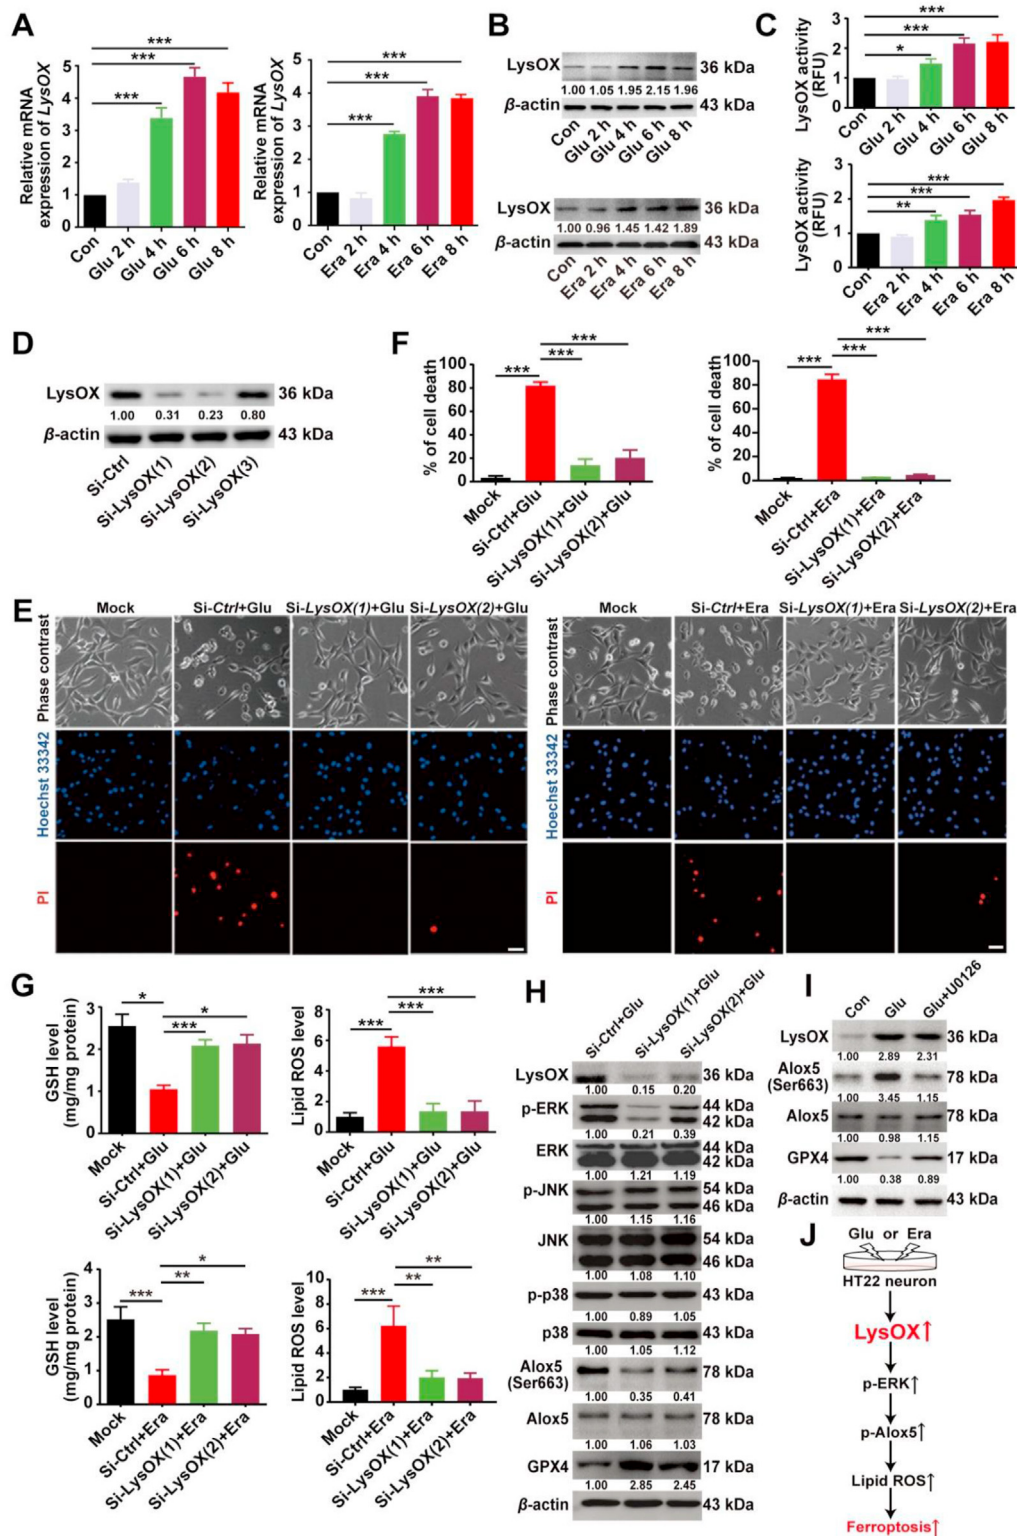 A
Relative mRNA
expression of LysOX
5
4
3
2
1
0
***
***
***
Con
Glu 2 h
Glu 4 h
Glu 6 h
Glu 8 h
Relative mRNA
expression of LysOX
5
4
3
2
1
0
***
***
***
Con
Era 2 h
Era 4 h
Era 6 h
Era 8 h
B
LysOX 36 kDa
1.00 1.05 1.95 2.15 1.96
β-actin 43 kDa
Con
Glu 2 h
Glu 4 h
Glu 6 h
Glu 8 h
LysOX 36 kDa
1.00 0.96 1.45 1.42 1.89
β-actin 43 kDa
Con
Era 2 h
Era 4 h
Era 6 h
Era 8 h
C
LysOX activity
(RFU)
3
2
1
0
***
***
*
Con
Glu 2 h
Glu 4 h
Glu 6 h
Glu 8 h
LysOX activity
(RFU)
3
2
1
0
***
***
**
Con
Era 2 h
Era 4 h
Era 6 h
Era 8 h
D
LysOX 36 kDa
1.00 0.31 0.23 0.80
β-actin 43 kDa
Si-Ctrl
Si-LysOX(1)
Si-LysOX(2)
Si-LysOX(3)
F
% of cell death
100
80
60
40
20
0
***
***
***
Mock
Si-Ctrl+Glu
Si-LysOX(1)+Glu
Si-LysOX(2)+Glu
% of cell death
100
80
60
40
20
0
***
***
***
Mock
Si-Ctrl+Era
Si-LysOX(1)+Era
Si-LysOX(2)+Era
E
Mock Si-Ctrl+Glu Si-LysOX(1)+Glu Si-LysOX(2)+Glu
Phase contrast
Hoechst 33342
PI
Mock Si-Ctrl+Era Si-LysOX(1)+Era Si-LysOX(2)+Era
Phase contrast
Hoechst 33342
PI
G
GSH level
(mg/mg protein)
3
2
1
0
*
*
***
Mock
Si-Ctrl+Glu
Si-LysOX(1)+Glu
Si-LysOX(2)+Glu
Lipid ROS level
8
6
4
2
0
***
***
***
Mock
Si-Ctrl+Glu
Si-LysOX(1)+Glu
Si-LysOX(2)+Glu
GSH level
(mg/mg protein)
4
3
2
1
0
*
***
**
Mock
Si-Ctrl+Era
Si-LysOX(1)+Era
Si-LysOX(2)+Era
Lipid ROS level
10
8
6
4
2
0
**
***
**
Mock
Si-Ctrl+Era
Si-LysOX(1)+Era
Si-LysOX(2)+Era
H
Si-Ctrl+Glu
Si-LysOX(1)+Glu
Si-LysOX(2)+Glu
LysOX 36 kDa
1.00 0.15 0.20
p-ERK 44 kDa
42 kDa
1.00 0.21 0.39
ERK 44 kDa
42 kDa
1.00 1.21 1.19
p-JNK 54 kDa
46 kDa
1.00 1.15 1.16
JNK 54 kDa
46 kDa
1.00 1.08 1.10
p-p38 43 kDa
1.00 0.89 1.05
p38 43 kDa
1.00 1.05 1.12
Alox5
(Ser663) 78 kDa
1.00 0.35 0.41
Alox5 78 kDa
1.00 1.06 1.03
GPX4 17 kDa
1.00 2.85 2.45
β-actin 43 kDa
I
Con
Glu
Glu+U0126
LysOX 36 kDa
1.00 2.89 2.31
Alox5
(Ser663) 78 kDa
1.00 3.45 1.15
Alox5 78 kDa
1.00 0.98 1.15
GPX4 17 kDa
1.00 0.38 0.89
β-actin 43 kDa
J
Glu or Era
HT22 neuron
LysOX↑
p-ERK↑
p-Alox5↑
Lipid ROS↑
Ferroptosis↑